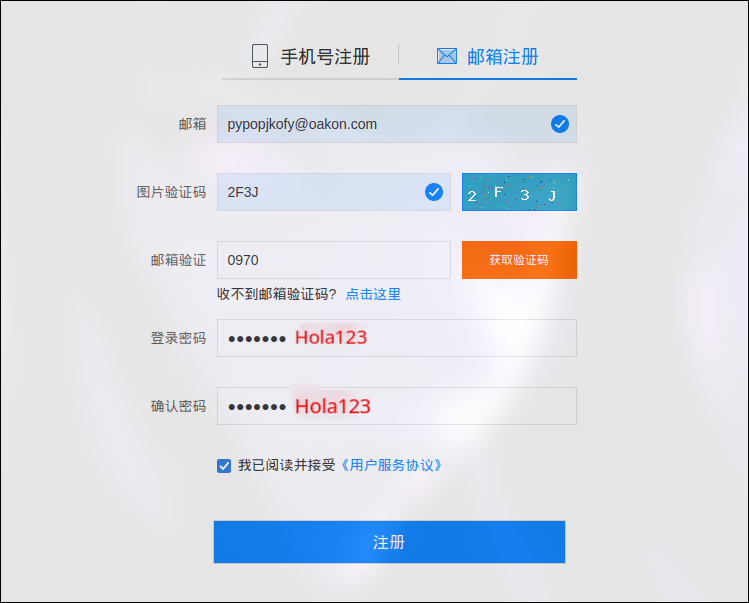 手机号注册 邮箱注册
邮箱 pypopjkofy@oakon.com
图片验证码 2F3J 2 F 3 J
邮箱验证 0970 获取验证码
收不到邮箱验证码? 点击这里
登录密码 ●●●●●●● Hola123
确认密码 ●●●●●●● Hola123
我已阅读并接受《用户服务协议》
注册